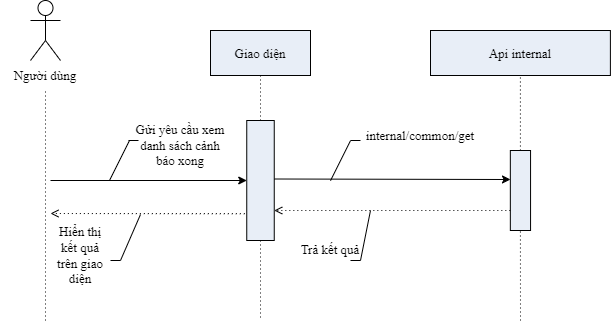 Giao diện
Api internal
Người dùng
Gửi yêu cầu xem
danh sách cảnh
báo xong
internal/common/get
Hiển thị
kết quả
trên giao
diện
Trả kết quả